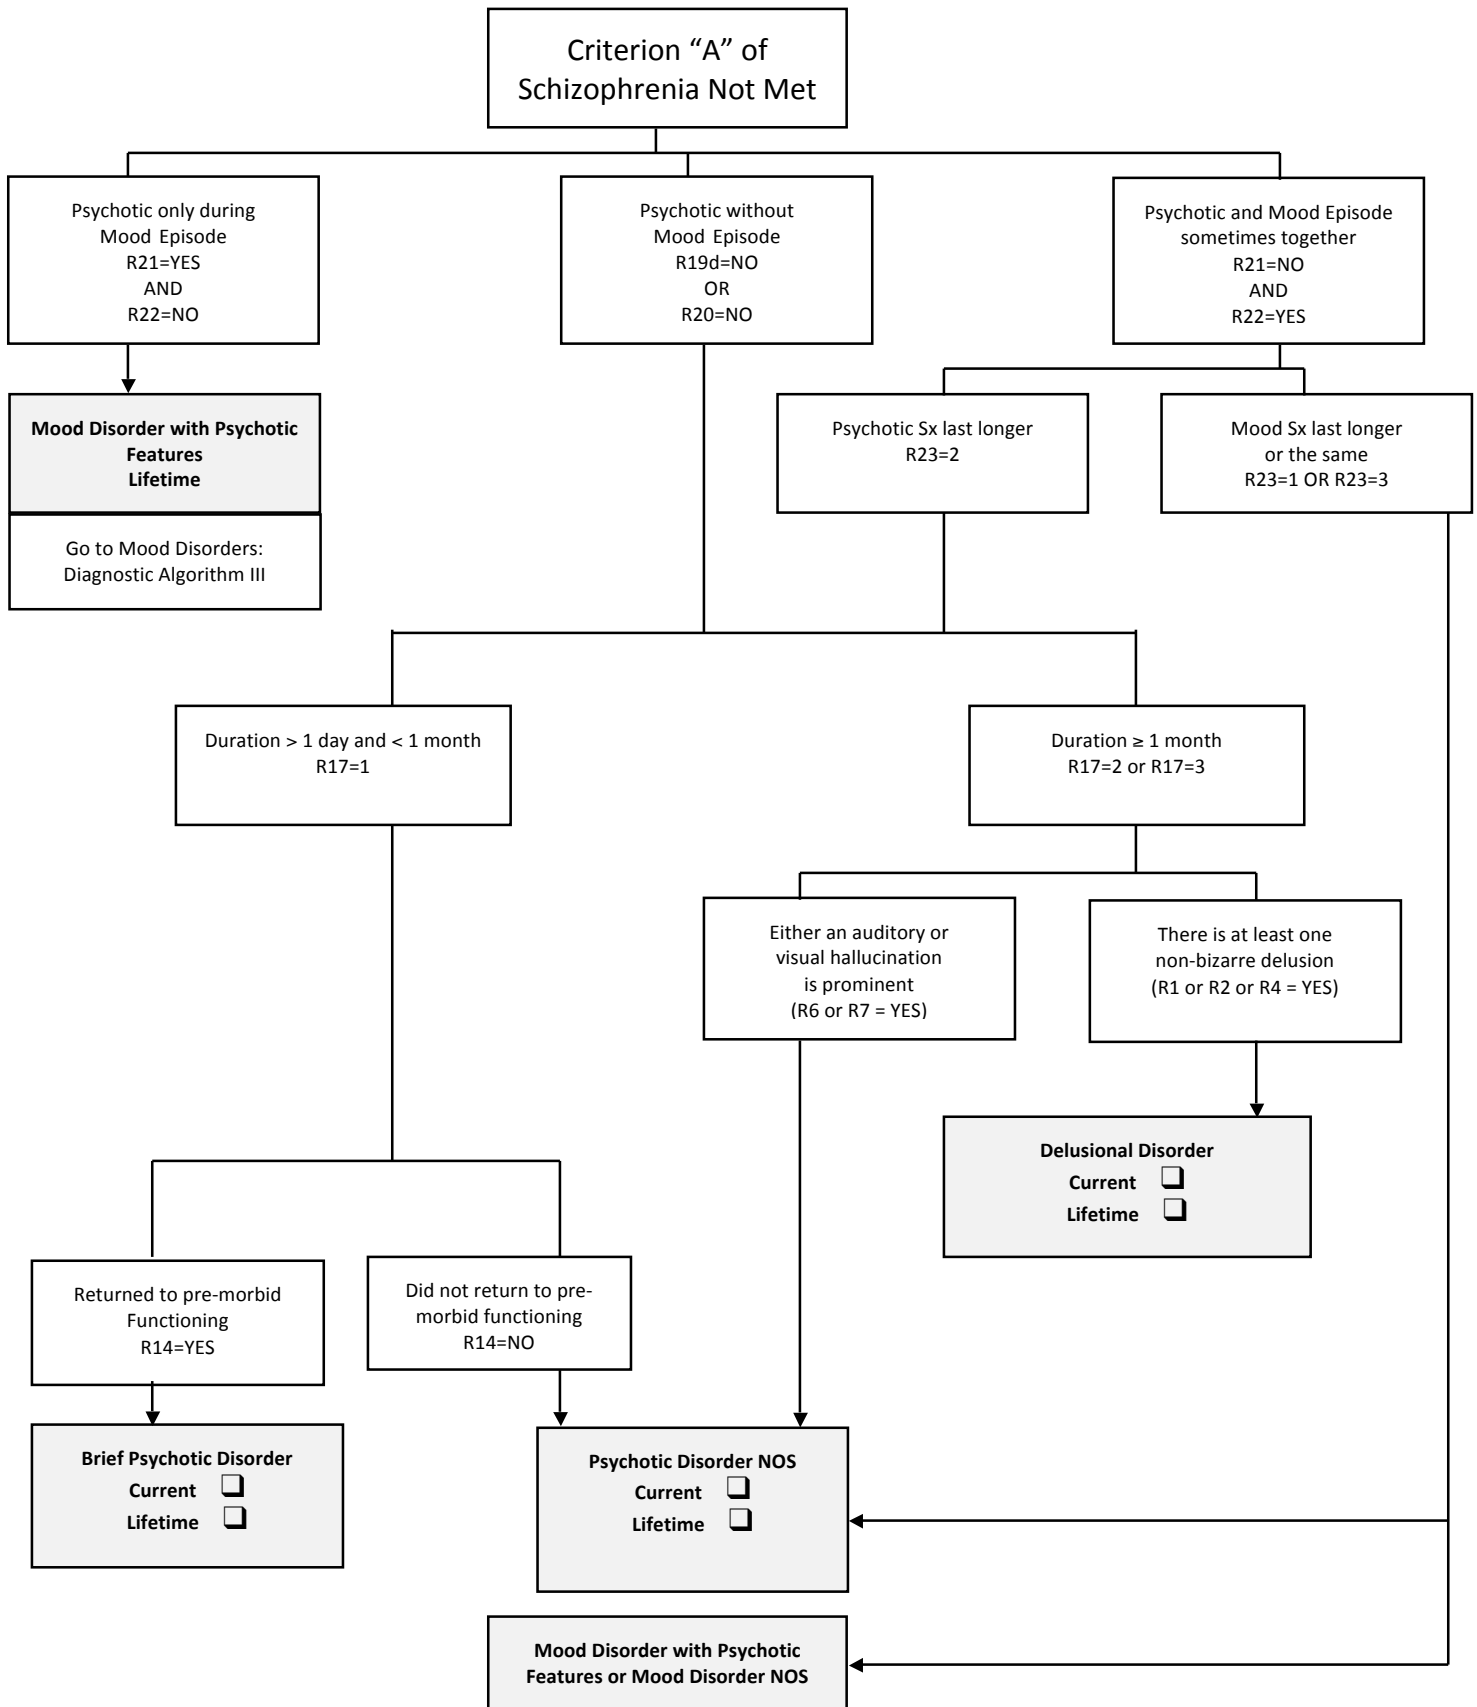 Criterion “A” of
Schizophrenia Not Met
Psychotic only during
Mood Episode
R21=YES
AND
R22=NO
Psychotic without
Mood Episode
R19d=NO
OR
R20=NO
Psychotic and Mood Episode
sometimes together
R21=NO
AND
R22=YES
Mood Disorder with Psychotic
Features
Lifetime
Go to Mood Disorders:
Diagnostic Algorithm III
Psychotic Sx last longer
R23=2
Mood Sx last longer
or the same
R23=1 OR R23=3
Duration > 1 day and < 1 month
R17=1
Duration ≥ 1 month
R17=2 or R17=3
Either an auditory or
visual hallucination
is prominent
(R6 or R7 = YES)
There is at least one
non-bizarre delusion
(R1 or R2 or R4 = YES)
Delusional Disorder
Current ❑
Lifetime ❑
Returned to pre-morbid
Functioning
R14=YES
Did not return to pre-
morbid functioning
R14=NO
Brief Psychotic Disorder
Current ❑
Lifetime ❑
Psychotic Disorder NOS
Current ❑
Lifetime ❑
Mood Disorder with Psychotic
Features or Mood Disorder NOS